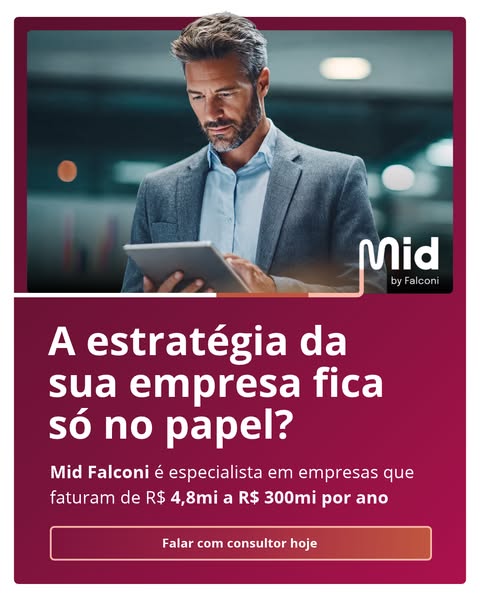 Mid
by Falconi
A estratégia da
sua empresa fica
só no papel?
Mid Falconi é especialista em empresas que
faturam de R$ 4,8mi a R$ 300mi por ano
Falar com consultor hoje